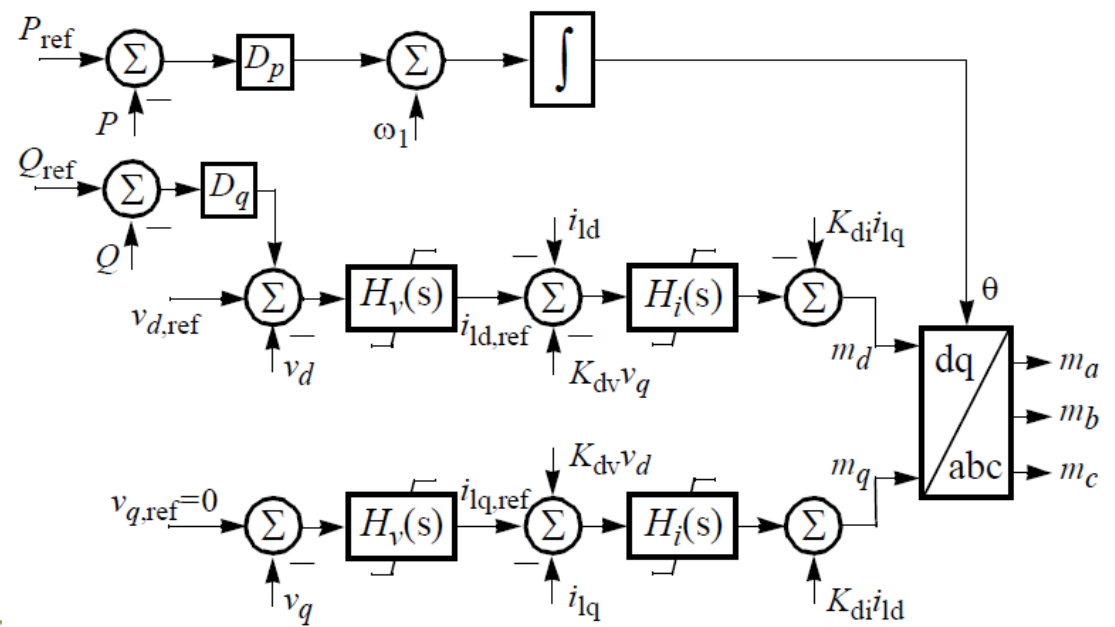 P_ref
Σ D_p Σ ∫
−
P ω_1
Q_ref
Σ D_q
−
Q
i_ld K_di i_lq
− −
v_d,ref Σ H_v(s) i_ld,ref Σ H_i(s) Σ m_d θ
− −
v_d K_dv v_q
dq abc
m_a
m_b
m_c
K_dv v_d
v_q,ref=0 Σ H_v(s) i_lq,ref Σ H_i(s) Σ m_q
− −
v_q i_lq K_di i_ld